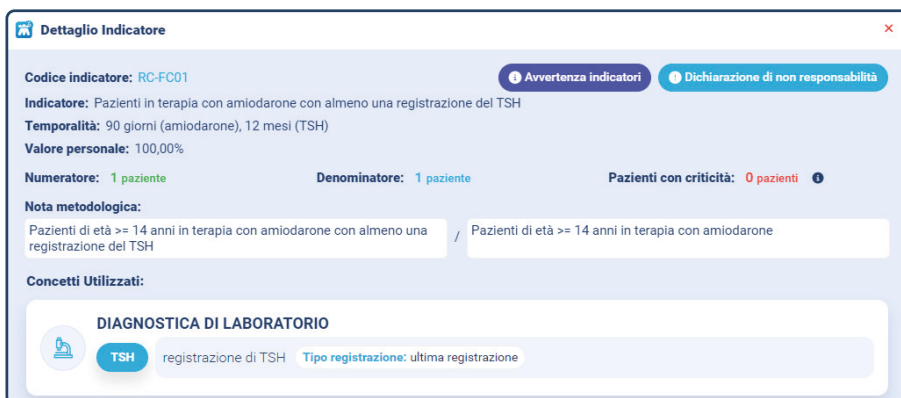 Dettaglio Indicatore
×
Codice indicatore: RC-FC01
Avvertenza indicatori
Dichiarazione di non responsabilità
Indicatore: Pazienti in terapia con amiodarone con almeno una registrazione del TSH
Temporalità: 90 giorni (amiodarone), 12 mesi (TSH)
Valore personale: 100,00%
Numeratore: 1 paziente
Denominatore: 1 paziente
Pazienti con criticità: 0 pazienti
Nota metodologica:
Pazienti di età >= 14 anni in terapia con amiodarone con almeno una
registrazione del TSH
/
Pazienti di età >= 14 anni in terapia con amiodarone
Concetti Utilizzati:
DIAGNOSTICA DI LABORATORIO
TSH
registrazione di TSH
Tipo registrazione: ultima registrazione